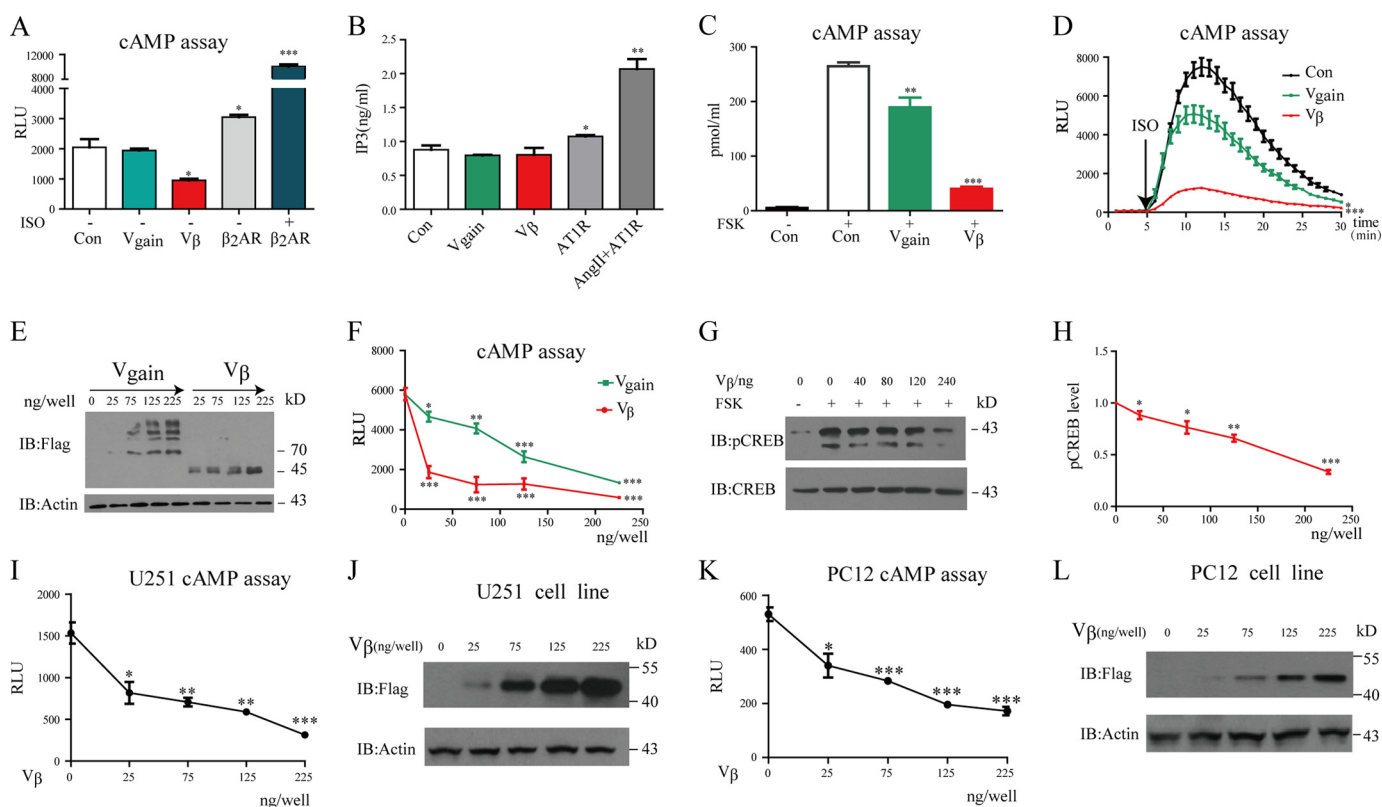 A
cAMP assay
***
12000
10000
8000
4000
3000
2000
1000
0
RLU
*
*
ISO - - - - +
Con Vgain Vβ β2AR β2AR
B
**
2.5
2.0
1.5
1.0
0.5
0.0
IP3(ng/ml)
*
Con Vgain Vβ AT1R AngII+AT1R
C
cAMP assay
300
200
100
0
pmol/ml
**
***
FSK - + + +
Con Con Vgain Vβ
D
cAMP assay
8000
6000
4000
2000
0
RLU
ISO
Con
Vgain
Vβ
*
***
0 5 10 15 20 25 30
time
(min)
E
Vgain Vβ
ng/well 0 25 75 125 225 25 75 125 225 kD
IB:Flag
70
45
IB:Actin
43
F
cAMP assay
8000
6000
4000
2000
0
RLU
Vgain
Vβ
* ** *** ***
*** *** *** ***
0 50 100 150 200 250
ng/well
G
Vβ/ng 0 0 40 80 120 240
FSK - + + + + + kD
IB:pCREB
43
IB:CREB
43
H
1.5
1.0
0.5
0.0
pCREB level
* * ** ***
0 50 100 150 200 250
ng/well
I
U251 cAMP assay
2000
1500
1000
500
0
RLU
* ** ** ***
Vβ 0 25 75 125 225
ng/well
J
U251 cell line
Vβ(ng/well) 0 25 75 125 225 kD
IB:Flag
55
40
IB:Actin
43
K
PC12 cAMP assay
600
400
200
0
RLU
* *** *** ***
Vβ 0 25 75 125 225
ng/well
L
PC12 cell line
Vβ(ng/well) 0 25 75 125 225 kD
IB:Flag
55
40
IB:Actin
43